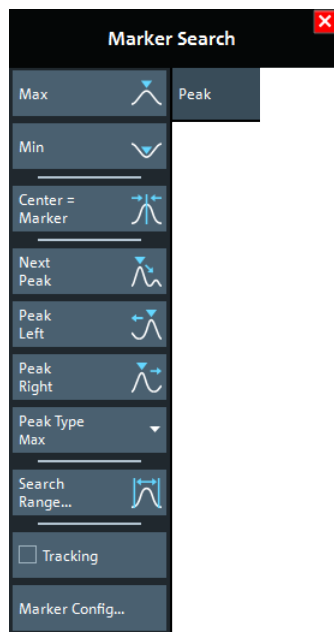 Marker Search
Max
Peak
Min
Center =
Marker
Next
Peak
Peak
Left
Peak
Right
Peak Type
Max
Search
Range...
Tracking
Marker Config...